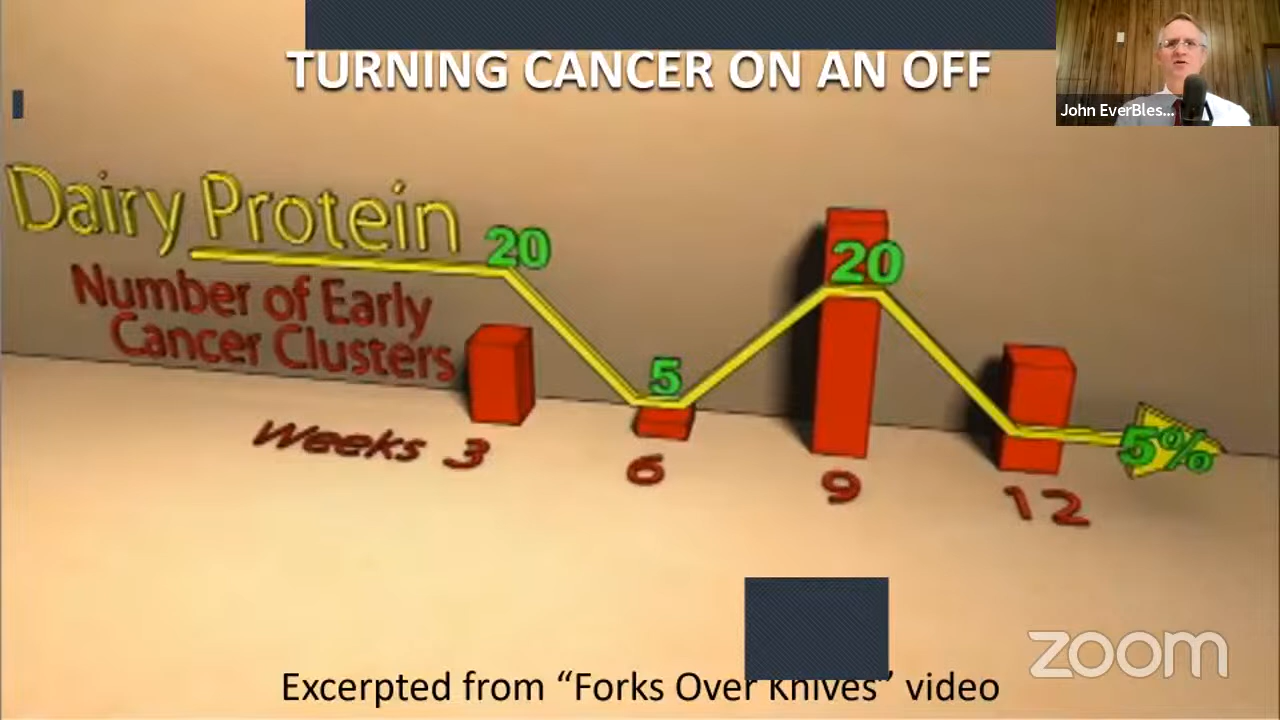 TURNING CANCER ON AN OFF
John EverBles...
Dairy Protein
20
20
Number of Early
Cancer Clusters
5
5%
Weeks 3
6
9
12
zoom
Excerpted from “Forks Over Knives” video